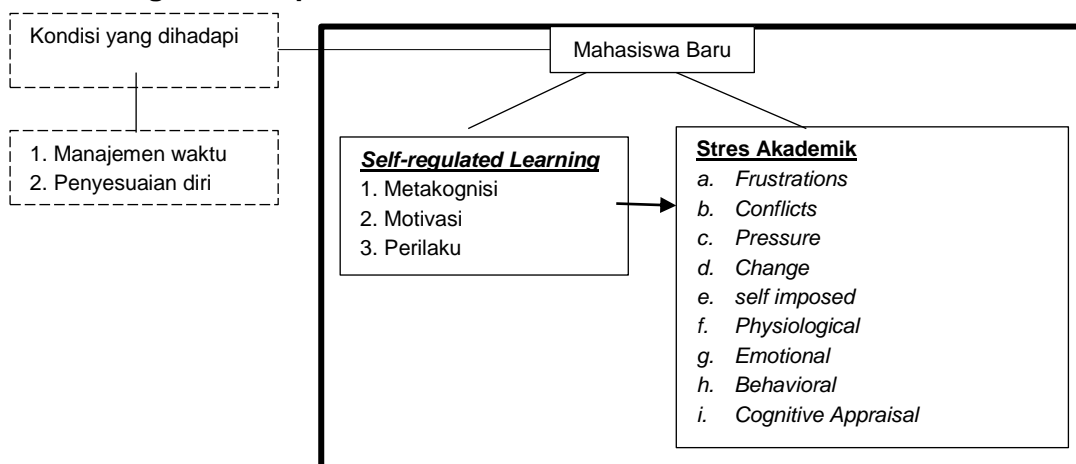 Kondisi yang dihadapi
Mahasiswa Baru
1. Manajemen waktu
2. Penyesuaian diri
Self-regulated Learning
1. Metakognisi
2. Motivasi
3. Perilaku
Stres Akademik
a. Frustrations
b. Conflicts
c. Pressure
d. Change
e. self imposed
f. Physiological
g. Emotional
h. Behavioral
i. Cognitive Appraisal